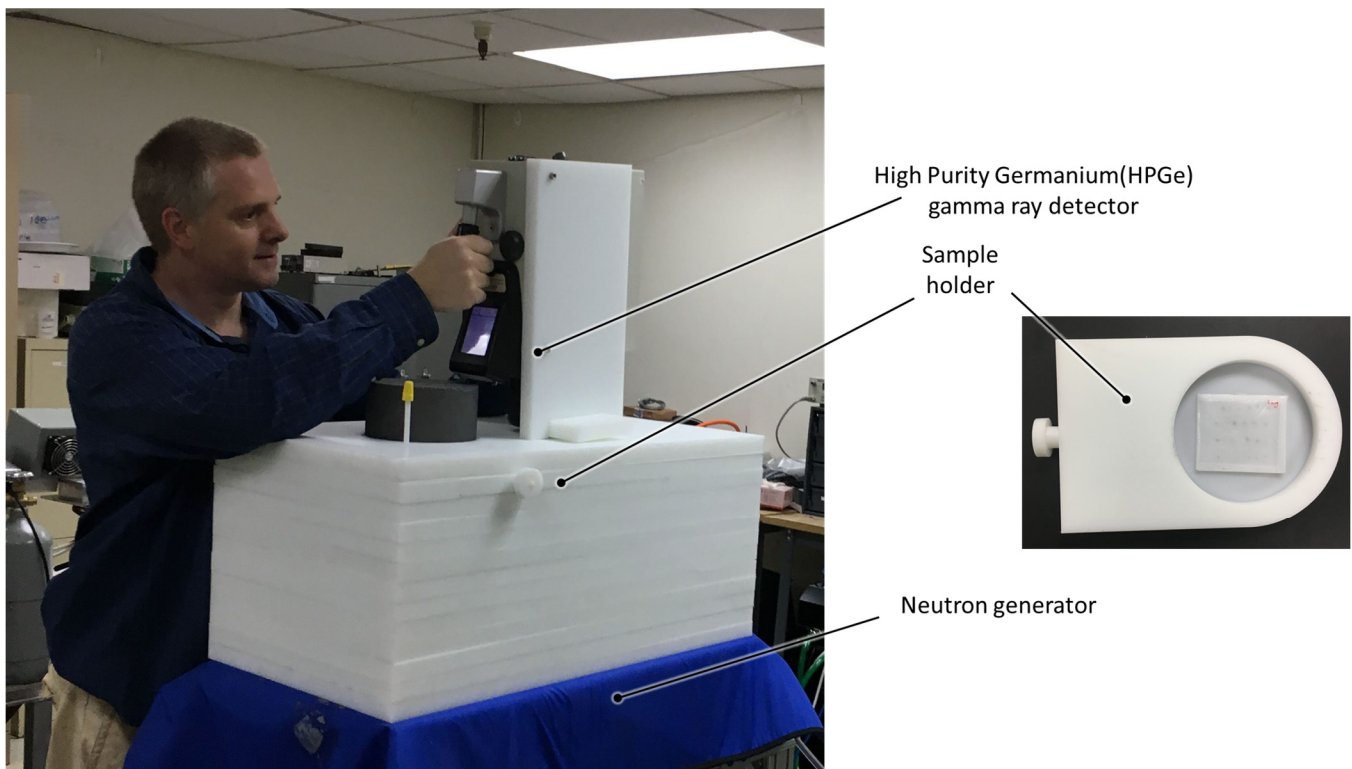 High Purity Germanium(HPGe)
gamma ray detector
Sample
holder
Neutron generator